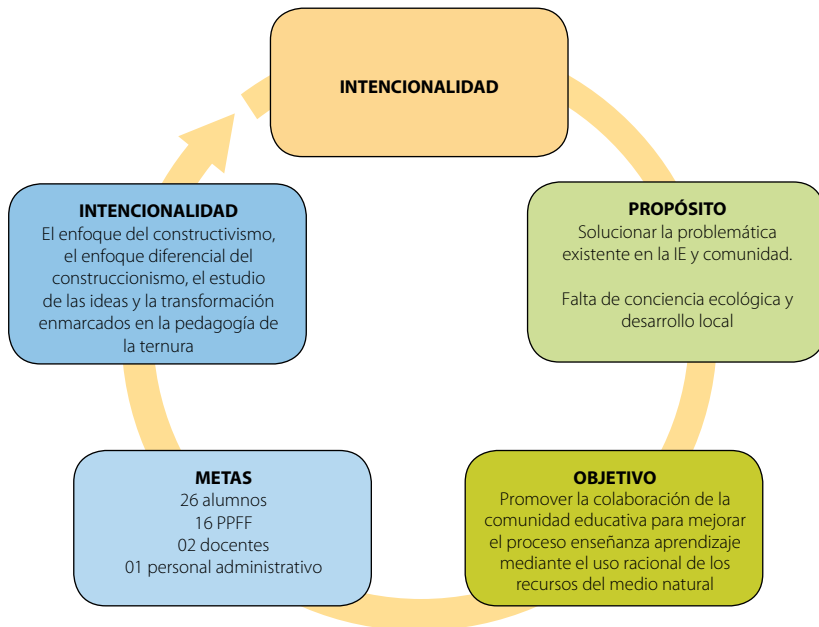 INTENCIONALIDAD
PROPÓSITO
Solucionar la problemática
existente en la IE y comunidad.
Falta de conciencia ecológica y
desarrollo local
OBJETIVO
Promover la colaboración de la
comunidad educativa para mejorar
el proceso enseñanza aprendizaje
mediante el uso racional de los
recursos del medio natural
METAS
26 alumnos
16 PPFF
02 docentes
01 personal administrativo
INTENCIONALIDAD
El enfoque del constructivismo,
el enfoque diferencial del
construccionismo, el estudio
de las ideas y la transformación
enmarcados en la pedagogía de
la ternura